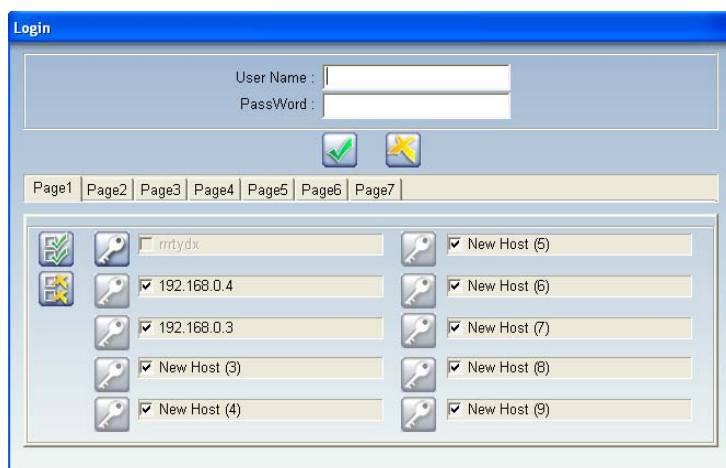 Login
User Name :
PassWord :
Page1 Page2 Page3 Page4 Page5 Page6 Page7
rrrtydx
192.168.0.4
192.168.0.3
New Host (3)
New Host (4)
New Host (5)
New Host (6)
New Host (7)
New Host (8)
New Host (9)